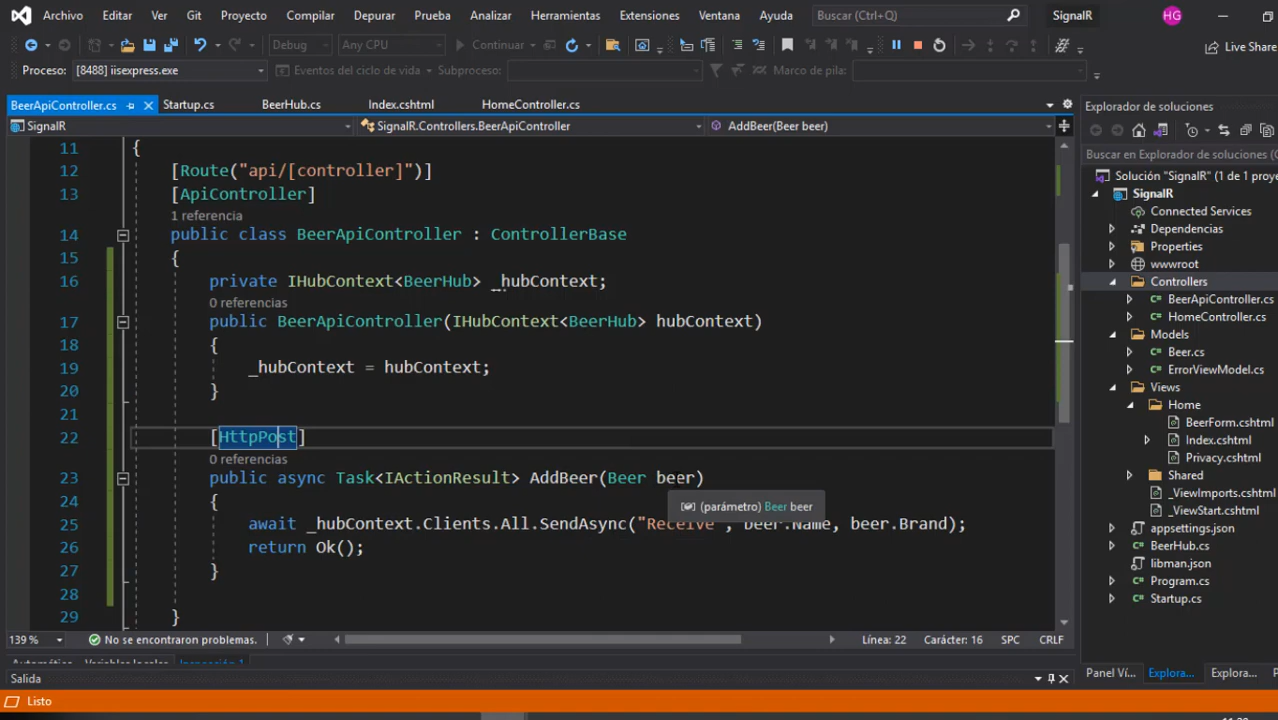 Archivo Editar Ver Git Proyecto Compilar Depurar Prueba Analizar Herramientas Extensiones Ventana Ayuda Buscar (Ctrl+Q) SignalR HG
Debug Any CPU Continuar Live Share
Proceso: [8488] iisexpress.exe Eventos del ciclo de vida Subproceso: Marco de pila:
BeerApiController.cs Startup.cs BeerHub.cs Index.cshtml HomeController.cs
SignalR SignalR.Controllers.BeerApiController AddBeer(Beer beer)
11 {
12 [Route("api/[controller]")]
13 [ApiController]
1 referencia
14 public class BeerApiController : ControllerBase
15 {
16 private IHubContext<BeerHub> _hubContext;
0 referencias
17 public BeerApiController(IHubContext<BeerHub> hubContext)
18 {
19 _hubContext = hubContext;
20 }
21
22 [HttpPost]
0 referencias
23 public async Task<IActionResult> AddBeer(Beer beer)
24 {
(parámetro) Beer beer
25 await _hubContext.Clients.All.SendAsync("Receive", beer.Name, beer.Brand);
26 return Ok();
27 }
28
29 }
139 % No se encontraron problemas. Línea: 22 Carácter: 16 SPC CRLF
Automático Variables locales Inspección 1
Salida
Listo
Explorador de soluciones
Buscar en Explorador de soluciones (Ctrl+
Solución "SignalR" (1 de 1 proye
SignalR
Connected Services
Dependencias
Properties
wwwroot
Controllers
BeerApiController.cs
HomeController.cs
Models
Beer.cs
ErrorViewModel.cs
Views
Home
BeerForm.cshtml
Index.cshtml
Privacy.cshtml
Shared
_ViewImports.cshtml
_ViewStart.cshtml
appsettings.json
BeerHub.cs
libman.json
Program.cs
Startup.cs
Panel Ví... Explora... Explora...